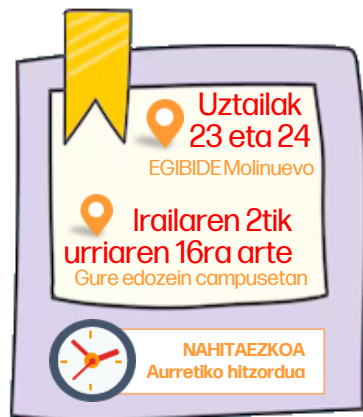 Uztailak
23 eta 24
EGIBIDE Molinuevo
Irailaren 2tik
urriaren 16ra arte
Gure edozein campusetan
NAHITAEZKOA
Aurretiko hitzordua